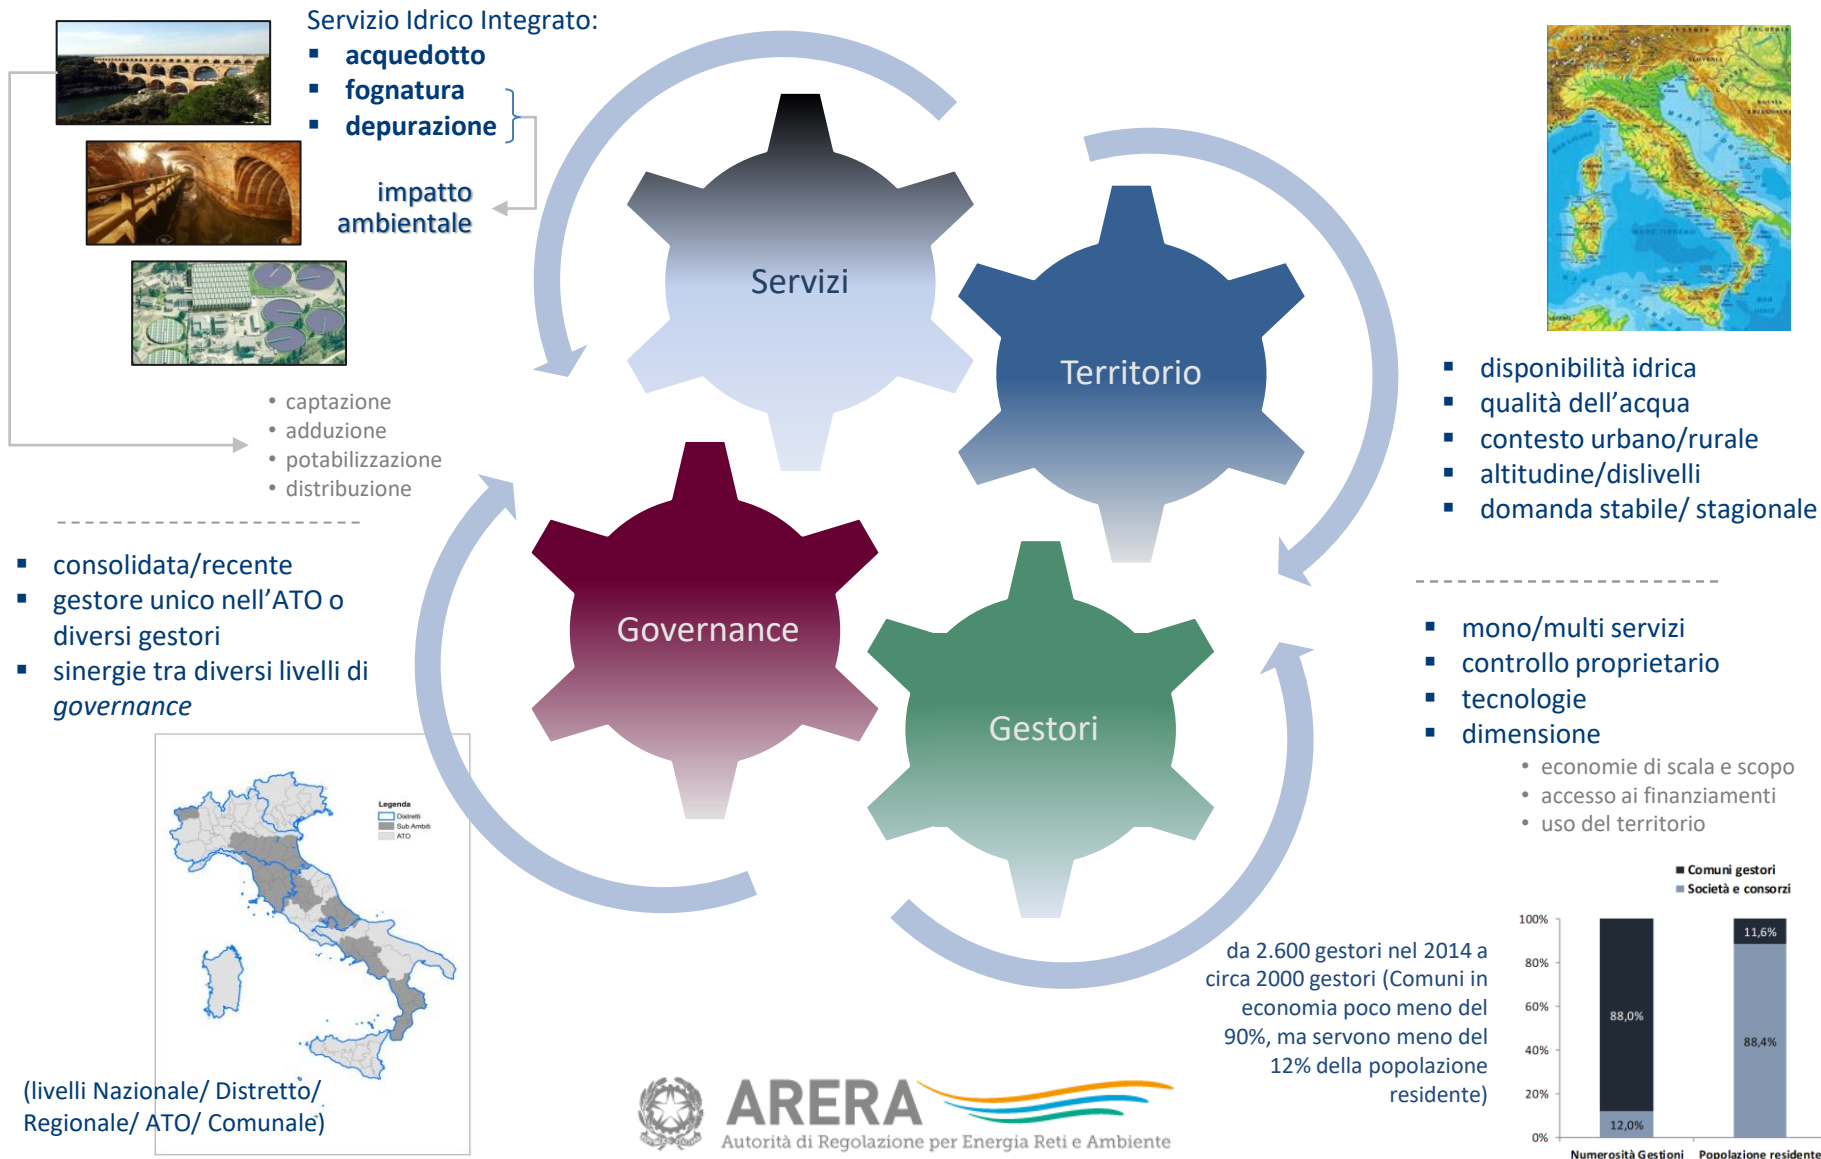 Servizio Idrico Integrato:
▪ acquedotto
▪ fognatura
▪ depurazione
impatto
ambientale
• captazione
• adduzione
• potabilizzazione
• distribuzione
Servizi
Territorio
Governance
Gestori
▪ disponibilità idrica
▪ qualità dell'acqua
▪ contesto urbano/rurale
▪ altitudine/dislivelli
▪ domanda stabile/ stagionale
▪ consolidata/recente
▪ gestore unico nell'ATO o
diversi gestori
▪ sinergie tra diversi livelli di
governance
Legenda
Distretti
Sub Ambiti
ATO
(livelli Nazionale/ Distretto/
Regionale/ ATO/ Comunale)
▪ mono/multi servizi
▪ controllo proprietario
▪ tecnologie
▪ dimensione
• economie di scala e scopo
• accesso ai finanziamenti
• uso del territorio
da 2.600 gestori nel 2014 a
circa 2000 gestori (Comuni in
economia poco meno del
90%, ma servono meno del
12% della popolazione
residente)
Comuni gestori
Società e consorzi
100%
80%
60%
40%
20%
0%
88,0%
12,0%
11,6%
88,4%
Numerosità Gestioni
Popolazione residente
ARERA
Autorità di Regolazione per Energia Reti e Ambiente